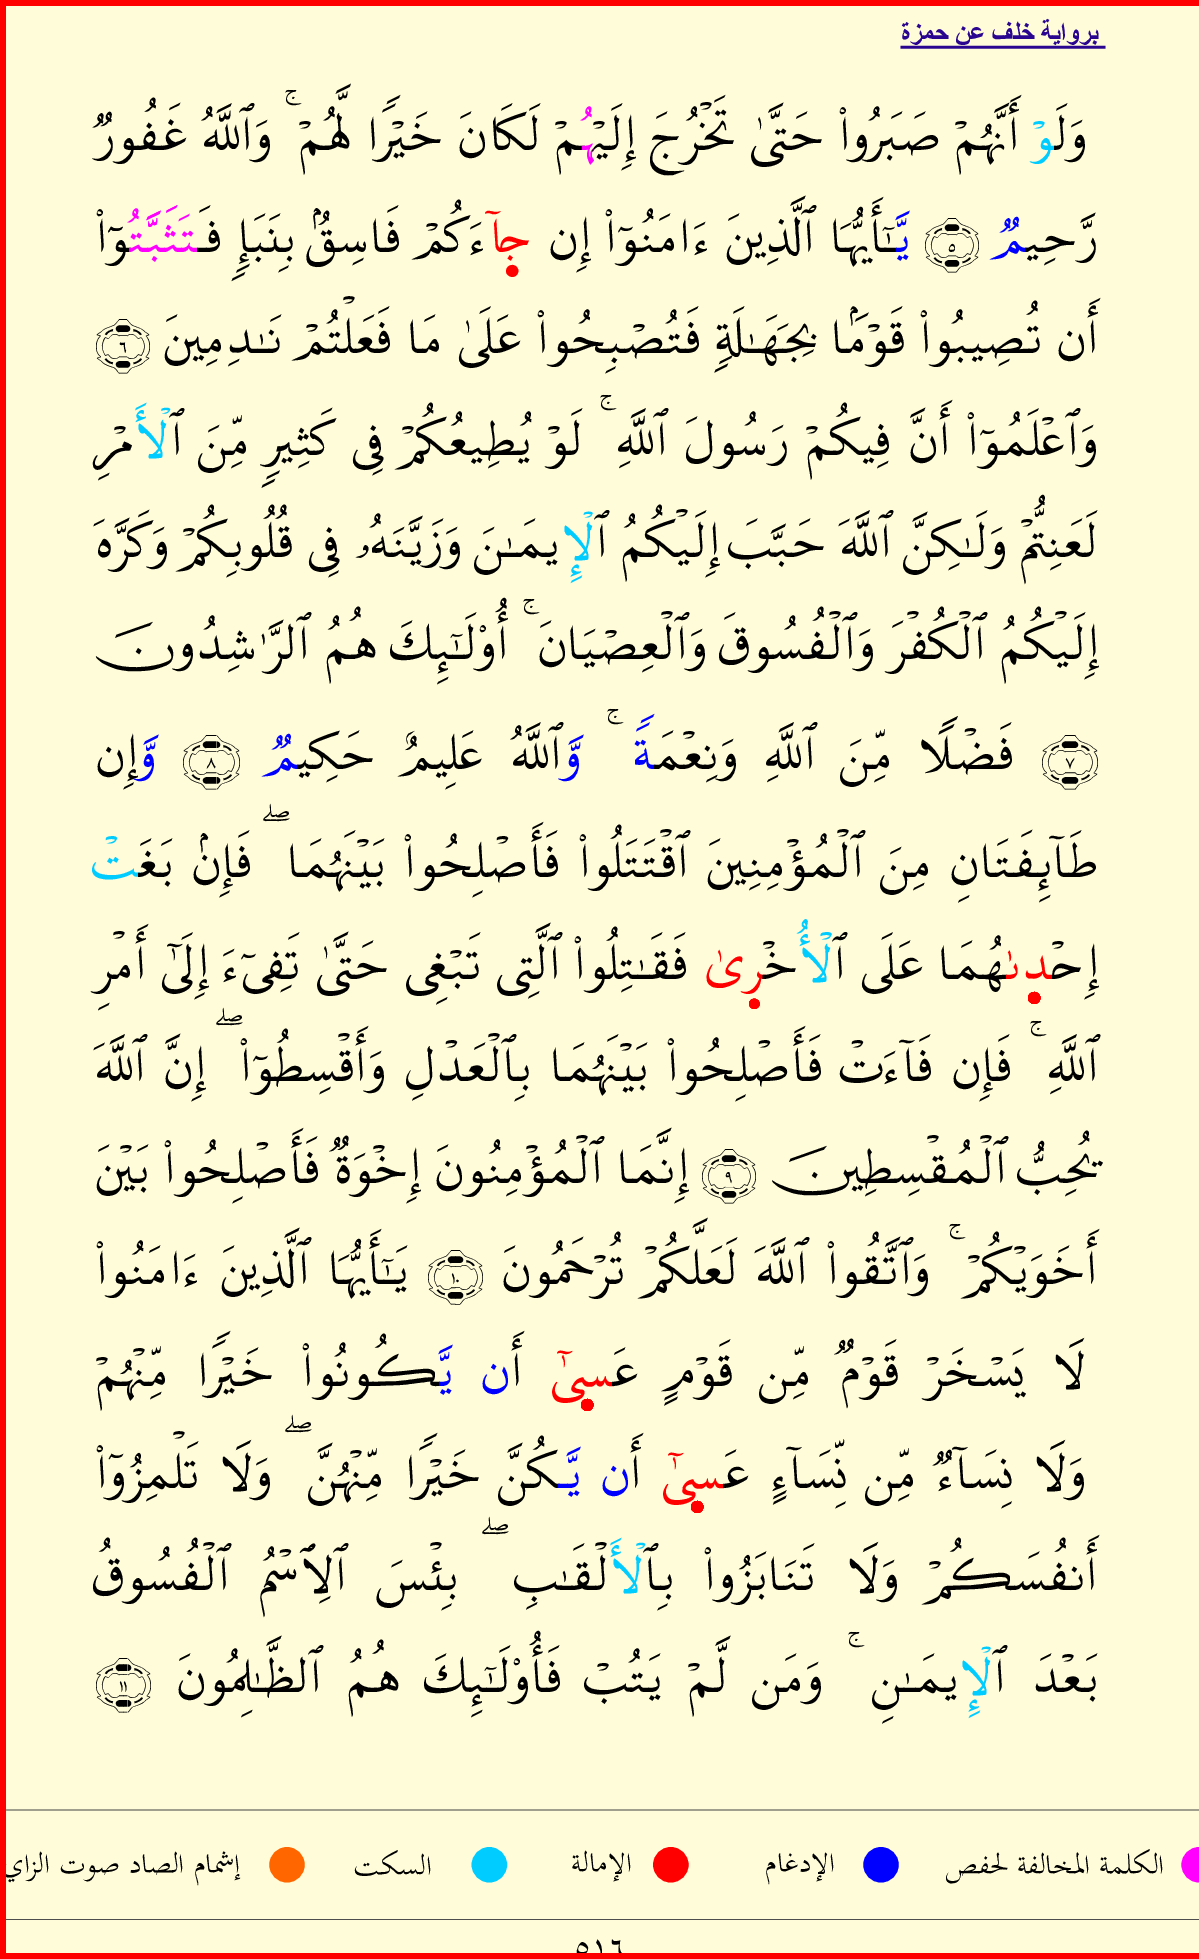 برواية خلف عن حمزة
وَلَوْ أَنَّهُمْ صَبَرُوا۟ حَتَّىٰ تَخْرُجَ إِلَيْهُمْ لَكَانَ خَيْرًا لَّهُمْ ۚ وَٱللَّهُ غَفُورٌ
رَّحِيمٌ ٥ يَّـٰٓأَيُّهَا ٱلَّذِينَ ءَامَنُوٓا۟ إِن جآءَكُمْ فَاسِقٌۢ بِنَبَإٍ فَتَثَبَّتُوٓا۟
أَن تُصِيبُوا۟ قَوْمًۢا بِجَهَـٰلَةٍ فَتُصْبِحُوا۟ عَلَىٰ مَا فَعَلْتُمْ نَـٰدِمِينَ ٦
وَٱعْلَمُوٓا۟ أَنَّ فِيكُمْ رَسُولَ ٱللَّهِ ۚ لَوْ يُطِيعُكُمْ فِى كَثِيرٍ مِّنَ ٱلْأَمْرِ
لَعَنِتُّمْ وَلَـٰكِنَّ ٱللَّهَ حَبَّبَ إِلَيْكُمُ ٱلْإِيمَـٰنَ وَزَيَّنَهُۥ فِى قُلُوبِكُمْ وَكَرَّهَ
إِلَيْكُمُ ٱلْكُفْرَ وَٱلْفُسُوقَ وَٱلْعِصْيَانَ ۚ أُو۟لَـٰٓئِكَ هُمُ ٱلرَّٰشِدُونَ
٧ فَضْلًا مِّنَ ٱللَّهِ وَنِعْمَةً ۚ وَّٱللَّهُ عَلِيمٌ حَكِيمٌ ٨ وَّإِن
طَآئِفَتَانِ مِنَ ٱلْمُؤْمِنِينَ ٱقْتَتَلُوا۟ فَأَصْلِحُوا۟ بَيْنَهُمَا ۖ فَإِنۢ بَغَتْ
إِحْدىٰهُمَا عَلَى ٱلْأُخْرىٰ فَقَـٰتِلُوا۟ ٱلَّتِى تَبْغِى حَتَّىٰ تَفِىٓءَ إِلَىٰٓ أَمْرِ
ٱللَّهِ ۚ فَإِن فَآءَتْ فَأَصْلِحُوا۟ بَيْنَهُمَا بِٱلْعَدْلِ وَأَقْسِطُوٓا۟ ۖ إِنَّ ٱللَّهَ
يُحِبُّ ٱلْمُقْسِطِينَ ٩ إِنَّمَا ٱلْمُؤْمِنُونَ إِخْوَةٌ فَأَصْلِحُوا۟ بَيْنَ
أَخَوَيْكُمْ ۚ وَٱتَّقُوا۟ ٱللَّهَ لَعَلَّكُمْ تُرْحَمُونَ ١٠ يَـٰٓأَيُّهَا ٱلَّذِينَ ءَامَنُوا۟
لَا يَسْخَرْ قَوْمٌ مِّن قَوْمٍ عَسىٰٓ أَن يَّكُونُوا۟ خَيْرًا مِّنْهُمْ
وَلَا نِسَآءٌ مِّن نِّسَآءٍ عَسىٰٓ أَن يَّكُنَّ خَيْرًا مِّنْهُنَّ ۖ وَلَا تَلْمِزُوٓا۟
أَنفُسَكُمْ وَلَا تَنَابَزُوا۟ بِٱلْأَلْقَـٰبِ ۖ بِئْسَ ٱلِٱسْمُ ٱلْفُسُوقُ
بَعْدَ ٱلْإِيمَـٰنِ ۚ وَمَن لَّمْ يَتُبْ فَأُو۟لَـٰٓئِكَ هُمُ ٱلظَّـٰلِمُونَ ١١
الكلمة المخالفة لحفص الإدغام الإمالة السكت إشمام الصاد صوت الزاي
٥١٦